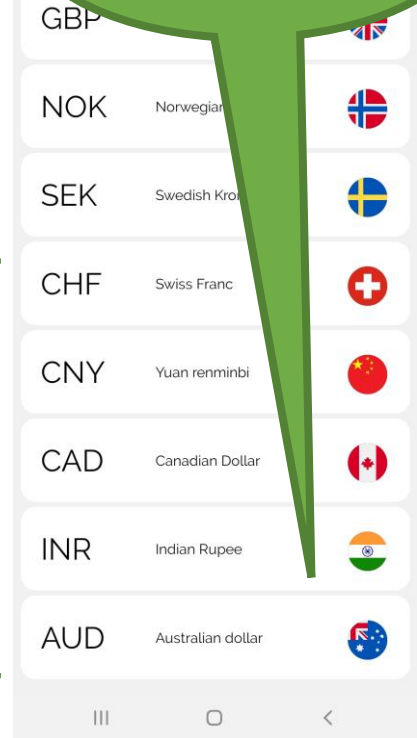 GBP
NOK Norwegian
SEK Swedish Kro
CHF Swiss Franc
CNY Yuan renminbi
CAD Canadian Dollar
INR Indian Rupee
AUD Australian dollar